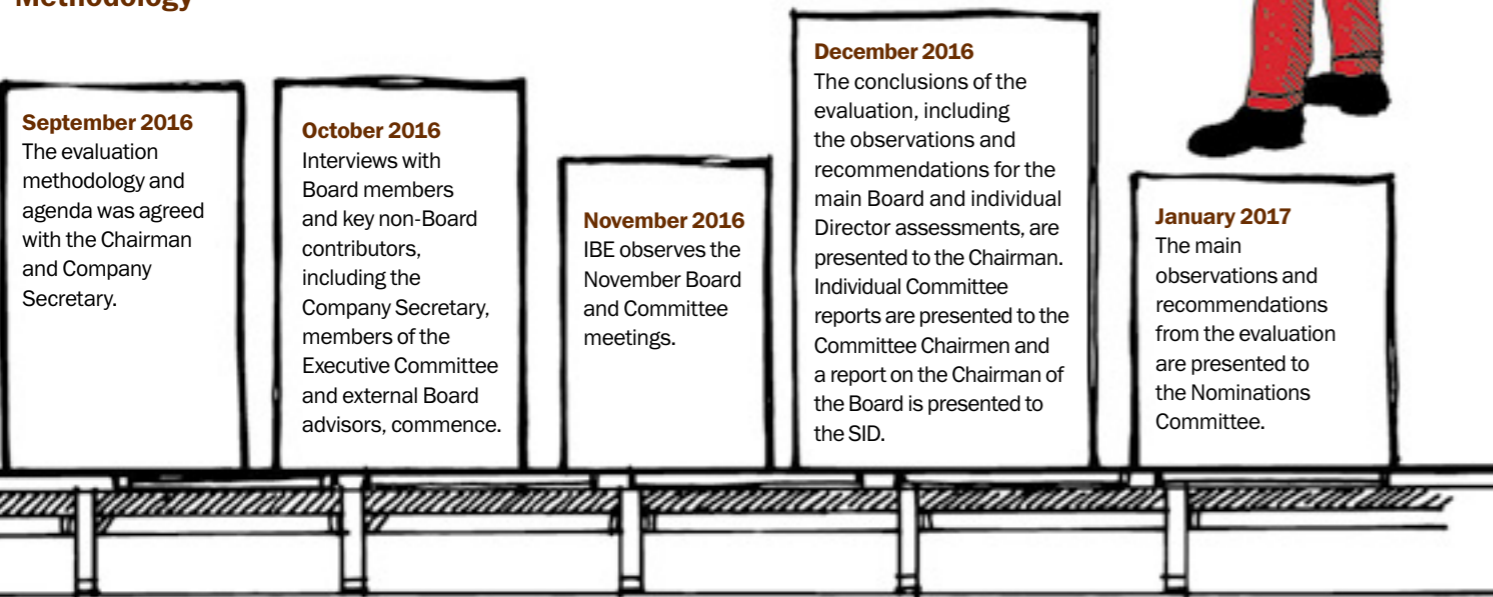 Methodology
September 2016
The evaluation
methodology and
agenda was agreed
with the Chairman
and Company
Secretary.
October 2016
Interviews with
Board members
and key non-Board
contributors,
including the
Company Secretary,
members of the
Executive Committee
and external Board
advisors, commence.
November 2016
IBE observes the
November Board
and Committee
meetings.
December 2016
The conclusions of the
evaluation, including
the observations and
recommendations for the
main Board and individual
Director assessments, are
presented to the Chairman.
Individual Committee
reports are presented to the
Committee Chairmen and
a report on the Chairman of
the Board is presented to
the SID.
January 2017
The main
observations and
recommendations
from the evaluation
are presented to
the Nominations
Committee.